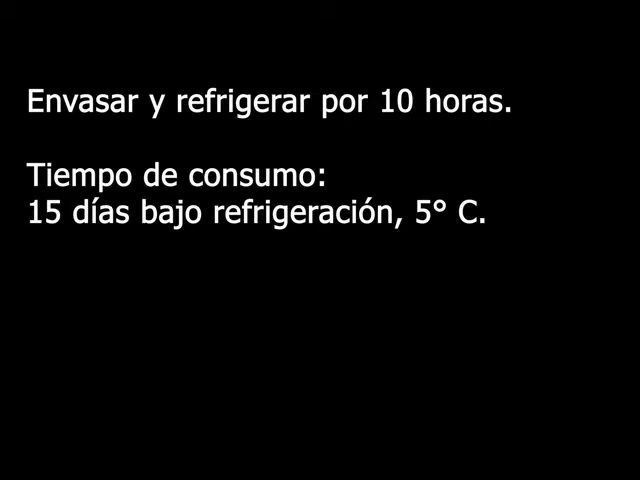 Envasar y refrigerar por 10 horas.
Tiempo de consumo:
15 días bajo refrigeración, 5° C.